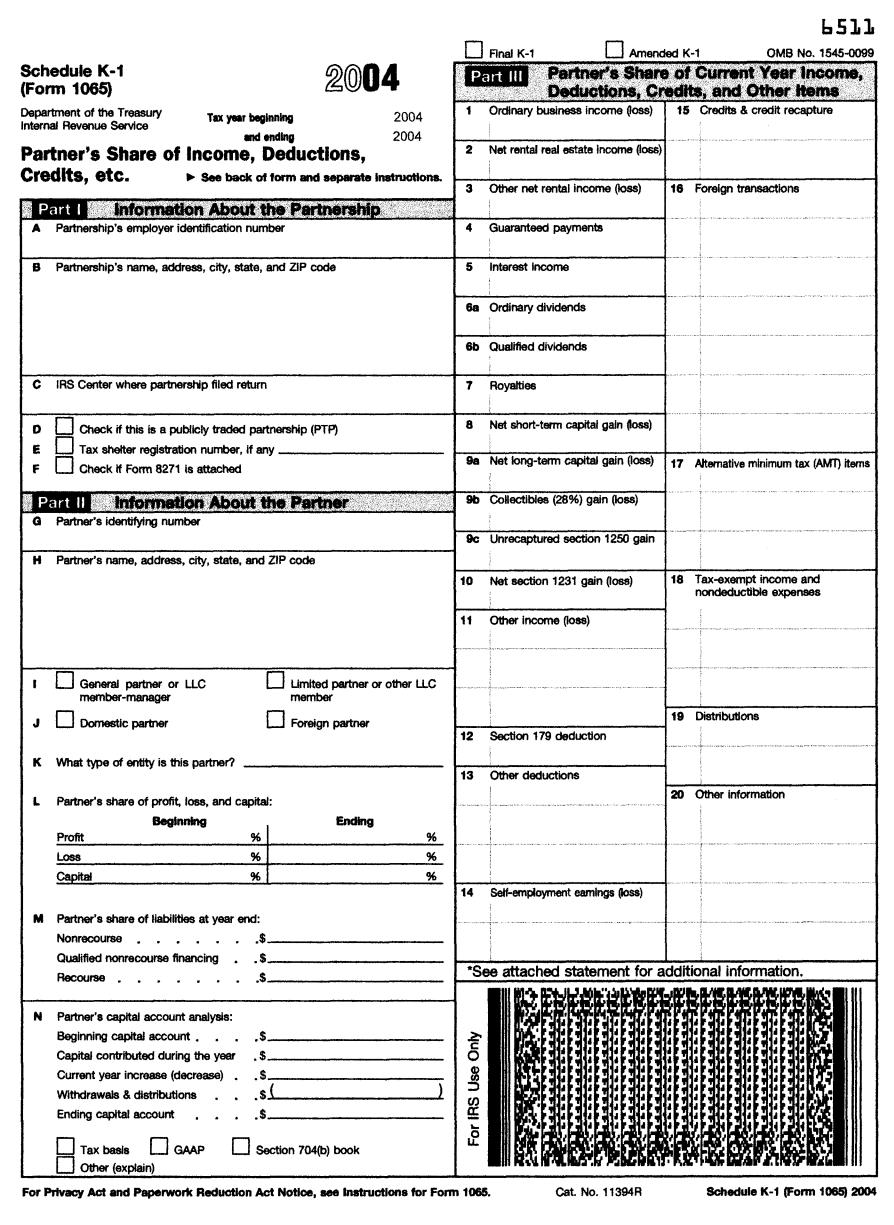 6511
Final K-1 Amended K-1 OMB No. 1545-0099
Schedule K-1
(Form 1065)
2004
Department of the Treasury
Internal Revenue Service
Tax year beginning 2004
and ending 2004
Partner's Share of Income, Deductions,
Credits, etc. ► See back of form and separate instructions.
Part I Information About the Partnership
A Partnership's employer identification number
B Partnership's name, address, city, state, and ZIP code
C IRS Center where partnership filed return
D Check if this is a publicly traded partnership (PTP)
E Tax shelter registration number, if any
F Check if Form 8271 is attached
Part II Information About the Partner
G Partner's identifying number
H Partner's name, address, city, state, and ZIP code
I General partner or LLC
member-manager
Limited partner or other LLC
member
J Domestic partner Foreign partner
K What type of entity is this partner?
L Partner's share of profit, loss, and capital:
Beginning Ending
Profit % %
Loss % %
Capital % %
M Partner's share of liabilities at year end:
Nonrecourse . . . . . . . $
Qualified nonrecourse financing . . $
Recourse . . . . . . . $
N Partner's capital account analysis:
Beginning capital account . . . . $
Capital contributed during the year . $
Current year increase (decrease) . . $
Withdrawals & distributions . . . $ ( )
Ending capital account . . . . $
Tax basis GAAP Section 704(b) book
Other (explain)
Part III Partner's Share of Current Year Income,
Deductions, Credits, and Other Items
1 Ordinary business income (loss)
2 Net rental real estate income (loss)
3 Other net rental income (loss)
4 Guaranteed payments
5 Interest income
6a Ordinary dividends
6b Qualified dividends
7 Royalties
8 Net short-term capital gain (loss)
9a Net long-term capital gain (loss)
9b Collectibles (28%) gain (loss)
9c Unrecaptured section 1250 gain
10 Net section 1231 gain (loss)
11 Other income (loss)
12 Section 179 deduction
13 Other deductions
14 Self-employment earnings (loss)
15 Credits & credit recapture
16 Foreign transactions
17 Alternative minimum tax (AMT) items
18 Tax-exempt income and
nondeductible expenses
19 Distributions
20 Other information
*See attached statement for additional information.
For IRS Use Only
For Privacy Act and Paperwork Reduction Act Notice, see Instructions for Form 1065. Cat. No. 11394R Schedule K-1 (Form 1065) 2004